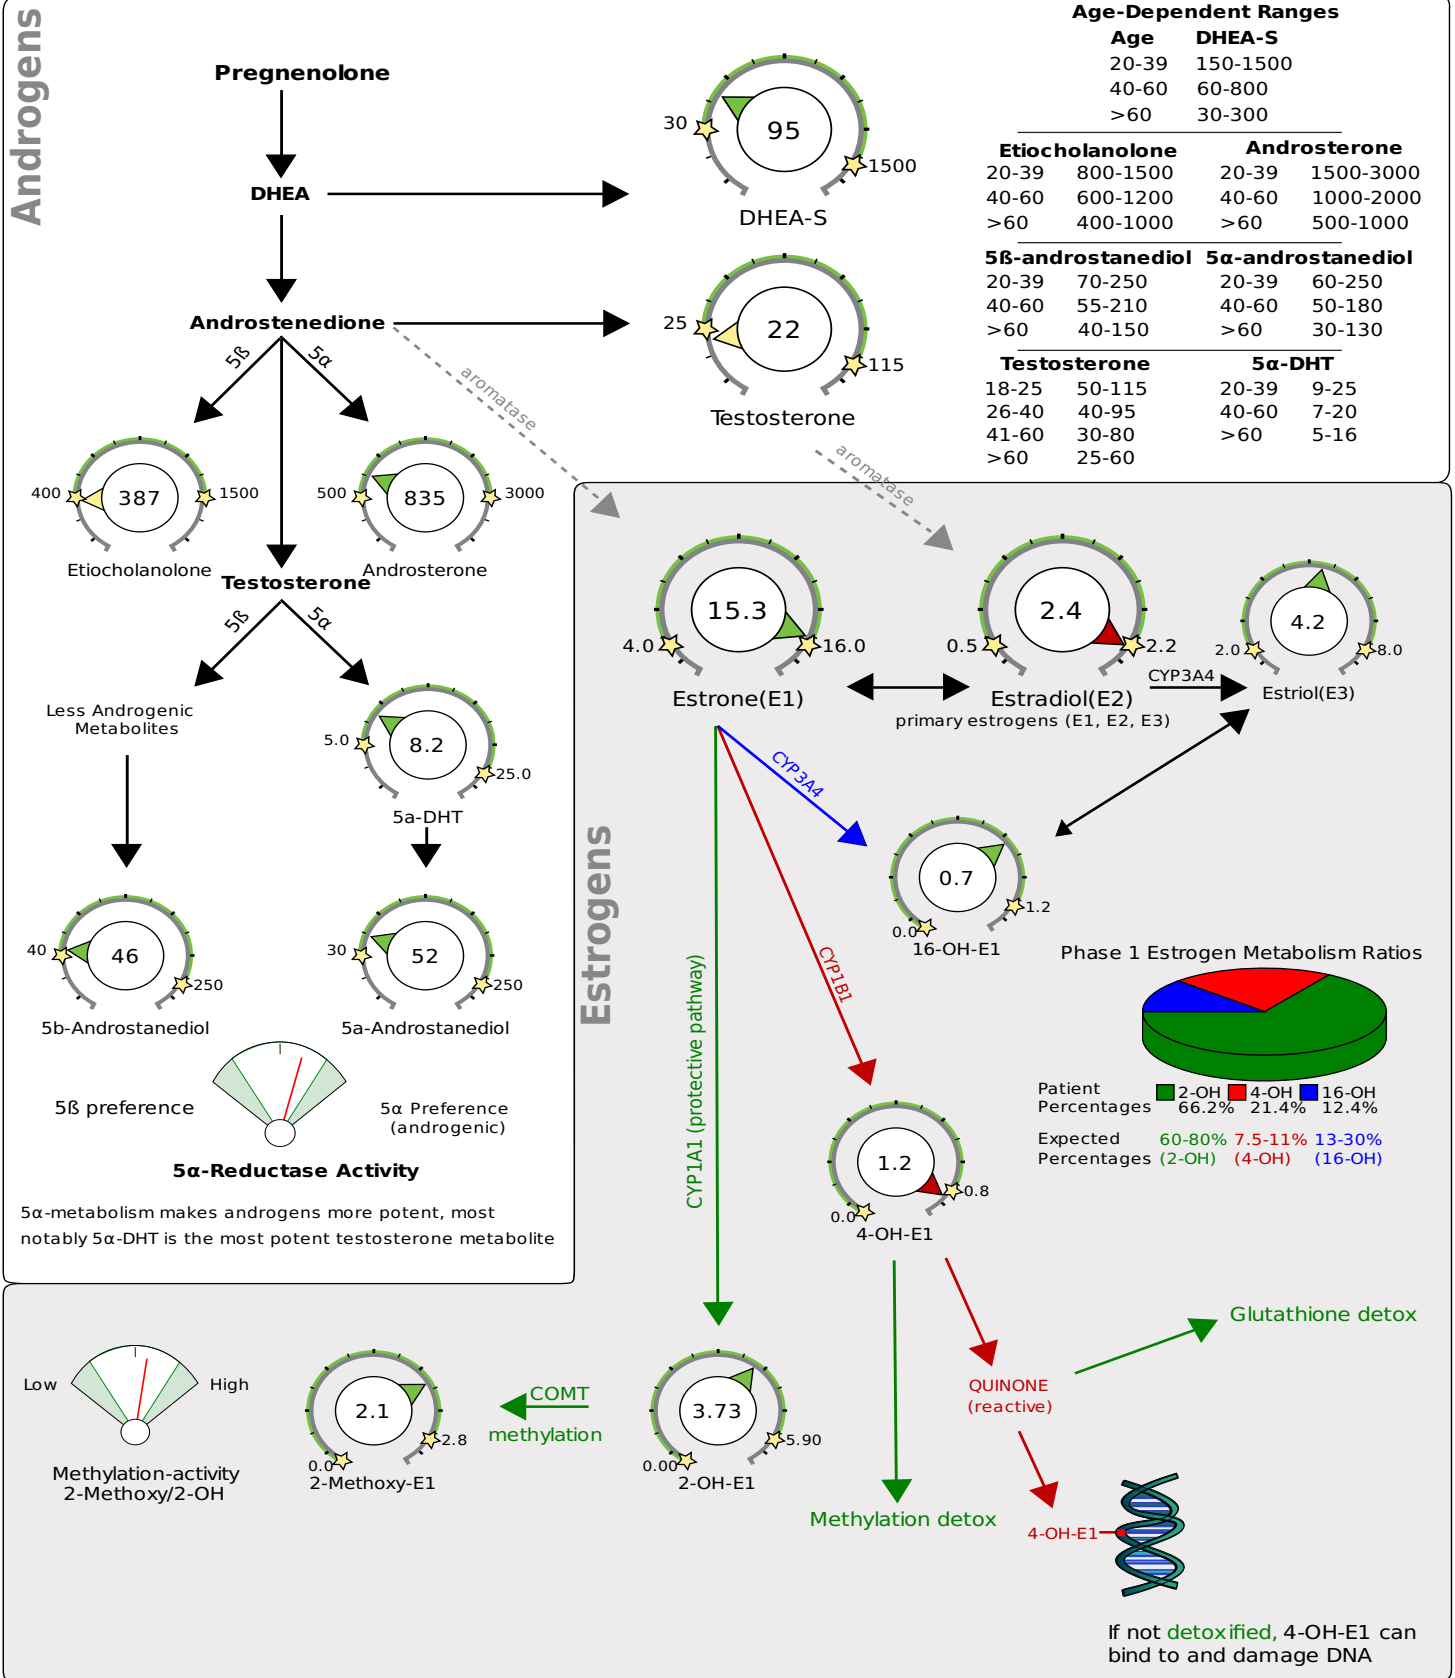 Androgens
Pregnenolone
DHEA
Androstenedione
5ß
5α
aromatase
aromatase
30
95
1500
DHEA-S
25
22
115
Testosterone
Age-Dependent Ranges
Age DHEA-S
20-39 150-1500
40-60 60-800
>60 30-300
Etiocholanolone Androsterone
20-39 800-1500 20-39 1500-3000
40-60 600-1200 40-60 1000-2000
>60 400-1000 >60 500-1000
5ß-androstanediol 5α-androstanediol
20-39 70-250 20-39 60-250
40-60 55-210 40-60 50-180
>60 40-150 >60 30-130
Testosterone 5α-DHT
18-25 50-115 20-39 9-25
26-40 40-95 40-60 7-20
41-60 30-80 >60 5-16
>60 25-60
400
387
1500
Etiocholanolone
500
835
3000
Androsterone
Testosterone
5ß
5α
Less Androgenic
Metabolites
5.0
8.2
25.0
5a-DHT
40
46
250
5b-Androstanediol
30
52
250
5a-Androstanediol
5ß preference
5α Preference
(androgenic)
5α-Reductase Activity
5α-metabolism makes androgens more potent, most
notably 5α-DHT is the most potent testosterone metabolite
Estrogens
4.0
15.3
16.0
Estrone(E1)
0.5
2.4
2.2
Estradiol(E2)
primary estrogens (E1, E2, E3)
CYP3A4
2.0
4.2
8.0
Estriol(E3)
CYP3A4
CYP1B1
CYP1A1 (protective pathway)
0.0
0.7
1.2
16-OH-E1
Phase 1 Estrogen Metabolism Ratios
Patient 2-OH 4-OH 16-OH
Percentages 66.2% 21.4% 12.4%
Expected 60-80% 7.5-11% 13-30%
Percentages (2-OH) (4-OH) (16-OH)
0.0
1.2
0.8
4-OH-E1
Low
High
Methylation-activity
2-Methoxy/2-OH
0.0
2.1
2.8
2-Methoxy-E1
COMT
methylation
0.00
3.73
5.90
2-OH-E1
Methylation detox
QUINONE
(reactive)
Glutathione detox
4-OH-E1
If not detoxified, 4-OH-E1 can
bind to and damage DNA